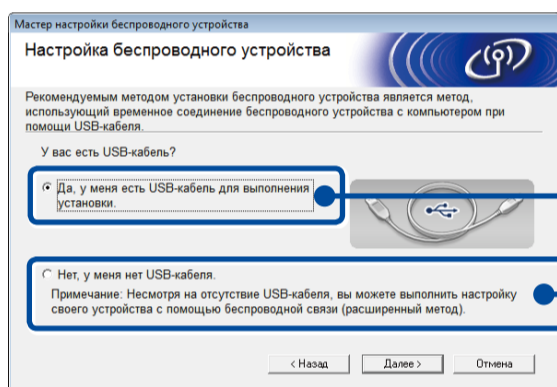 Мастер настройки беспроводного устройства
Настройка беспроводного устройства
Рекомендуемым методом установки беспроводного устройства является метод,
использующий временное соединение беспроводного устройства с компьютером при
помощи USB-кабеля.
У вас есть USB-кабель?
Да, у меня есть USB-кабель для выполнения
установки.
Нет, у меня нет USB-кабеля.
Примечание: Несмотря на отсутствие USB-кабеля, вы можете выполнить настройку
своего устройства с помощью беспроводной связи (расширенный метод).
< Назад
Далее >
Отмена